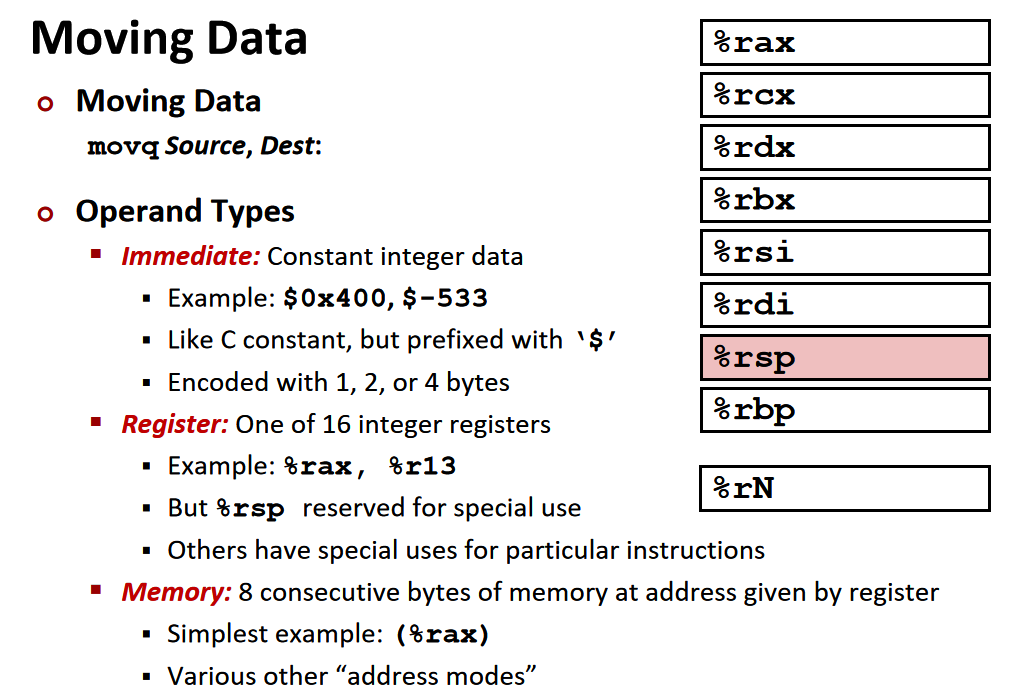 Moving Data
Moving Data
movq Source, Dest:
Operand Types
Immediate: Constant integer data
Example: $0x400, $-533
Like C constant, but prefixed with ‘$’
Encoded with 1, 2, or 4 bytes
Register: One of 16 integer registers
Example: %rax, %r13
But %rsp reserved for special use
Others have special uses for particular instructions
Memory: 8 consecutive bytes of memory at address given by register
Simplest example: (%rax)
Various other “address modes”
%rax
%rcx
%rdx
%rbx
%rsi
%rdi
%rsp
%rbp
%rN